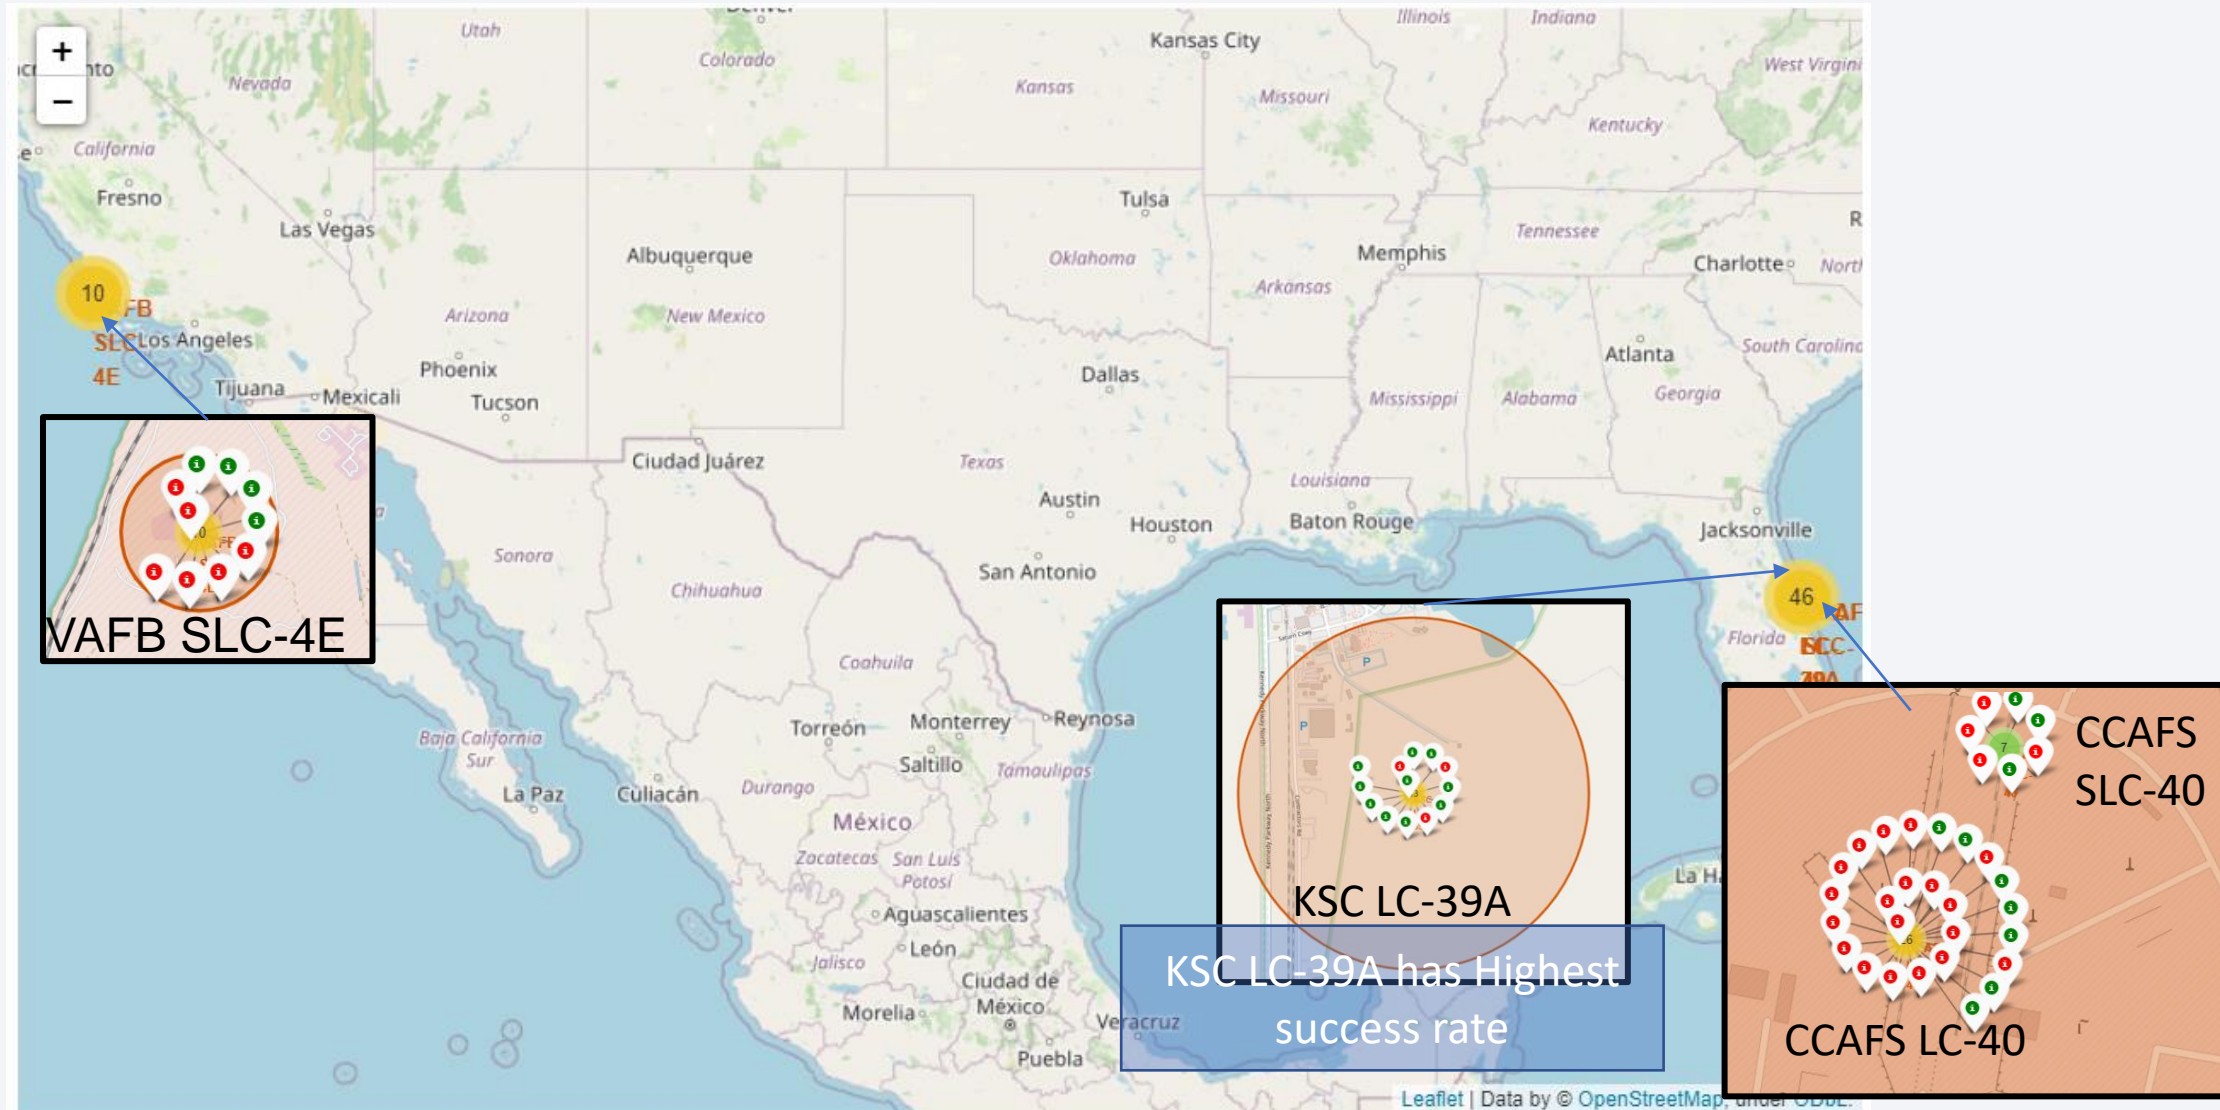 +
−
Utah
Colorado
Nevada
Kansas City
Illinois
Indiana
Kansas
Missouri
Kentucky
California
Fresno
Las Vegas
Albuquerque
Tulsa
Oklahoma
Tennessee
Memphis
Arkansas
Charlotte
10
Arizona
New Mexico
Los Angeles
4E
Phoenix
Tucson
Tijuana
Mexicali
Dallas
Atlanta
South Carolina
Mississippi
Alabama
Georgia
Ciudad Juárez
Texas
Louisiana
Austin
Houston
Baton Rouge
Jacksonville
San Antonio
Sonora
Chihuahua
46
Florida
VAFB SLC-4E
Coahuila
Torreón
Monterrey
Reynosa
Saltillo
Tamaulipas
Baja California
Sur
La Paz
Culiacán
Durango
México
Zacatecas
San Luis
Potosí
Aguascalientes
León
Jalisco
Ciudad de
México
Morelia
Veracruz
Puebla
P
P
KSC LC-39A
KSC LC-39A has Highest
success rate
7
CCAFS
SLC-40
CCAFS LC-40
Leaflet | Data by © OpenStreetMap, under ODbL.